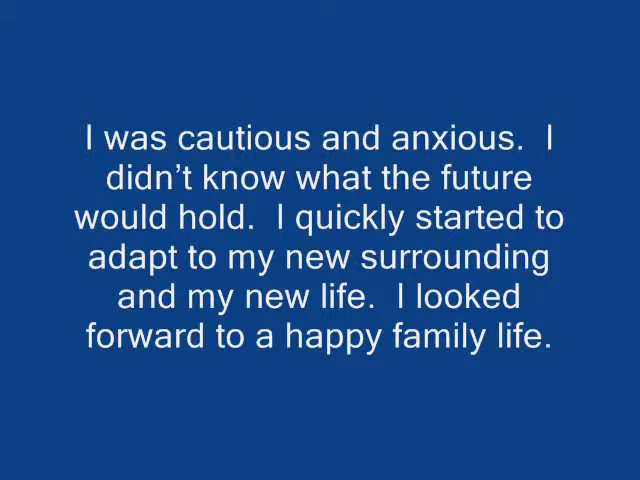 I was cautious and anxious.  I
didn’t know what the future
would hold.  I quickly started to
adapt to my new surrounding
and my new life.  I looked
forward to a happy family life.